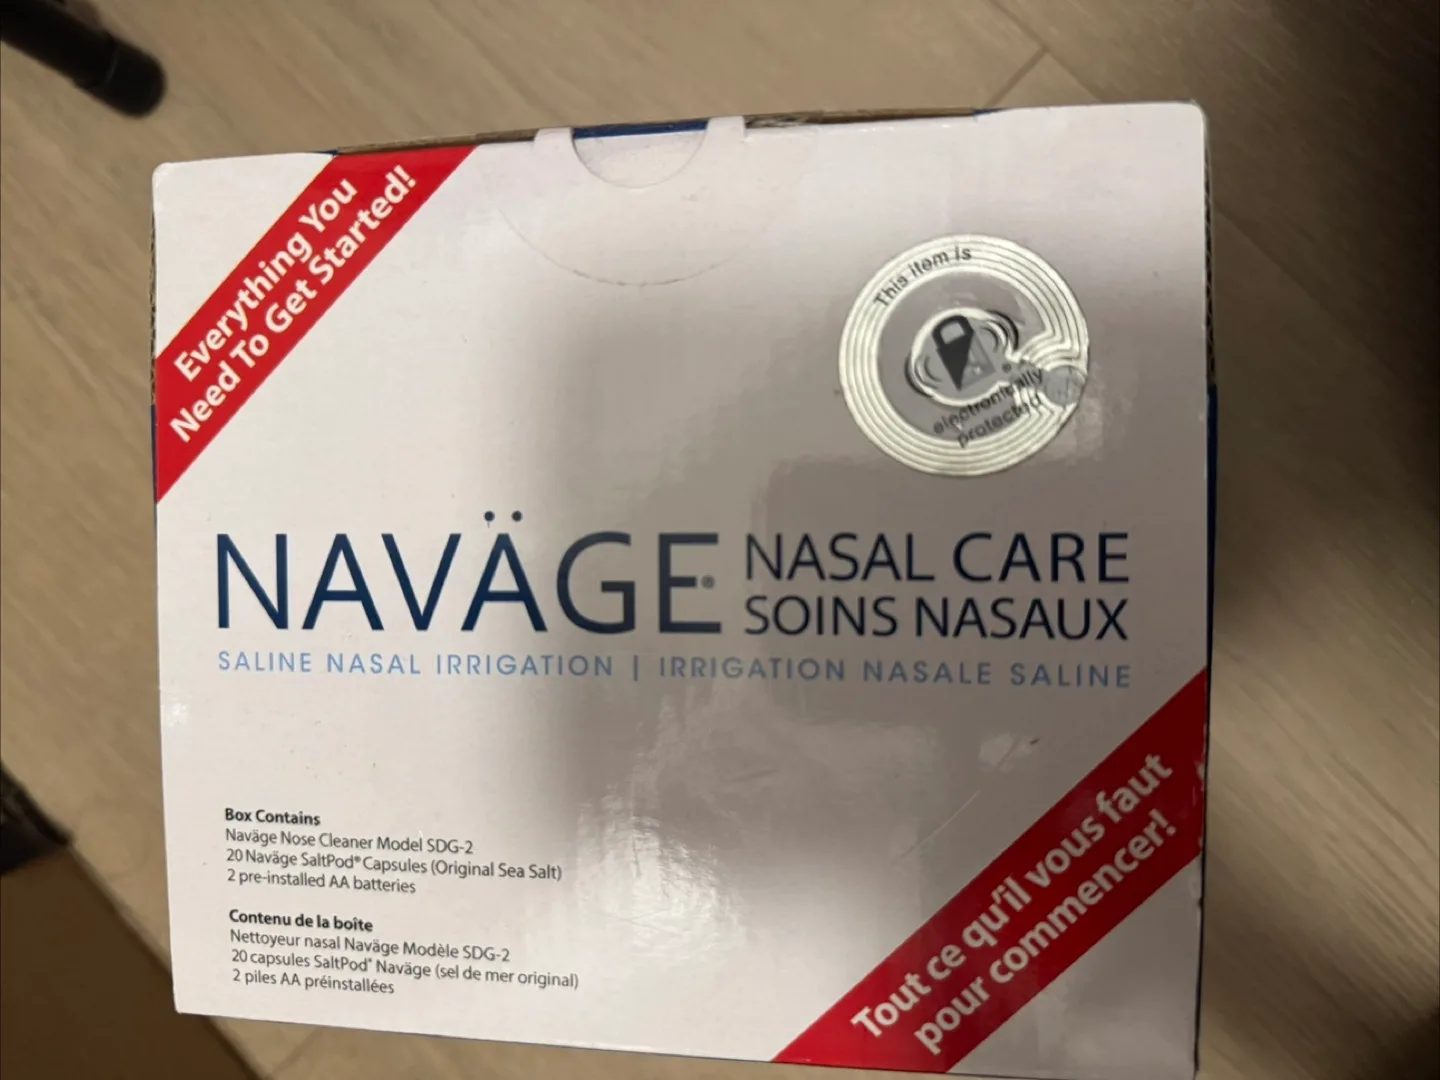 Everything You
Need To Get Started!
This item is
electronically
protected
NAVÄGE® NASAL CARE
SOINS NASAUX
SALINE NASAL IRRIGATION | IRRIGATION NASALE SALINE
Box Contains
Naväge Nose Cleaner Model SDG-2
20 Naväge SaltPod® Capsules (Original Sea Salt)
2 pre-installed AA batteries
Contenu de la boîte
Nettoyeur nasal Naväge Modèle SDG-2
20 capsules SaltPod® Naväge (sel de mer original)
2 piles AA préinstallées
Tout ce qu'il vous faut
pour commencer!